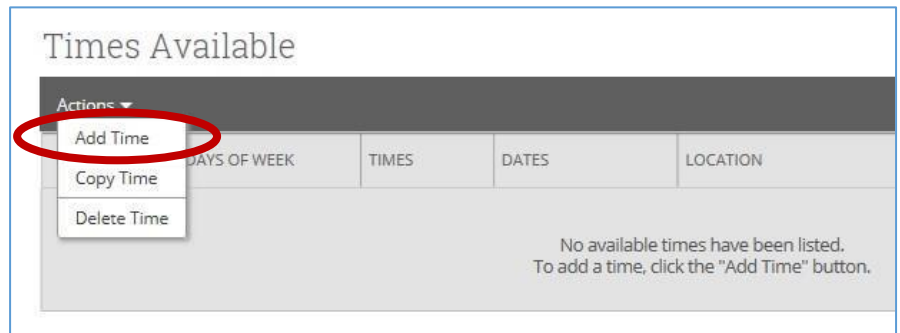 Times Available
Actions
Add Time
DAYS OF WEEK TIMES DATES LOCATION
Copy Time
Delete Time
No available times have been listed.
To add a time, click the "Add Time" button.